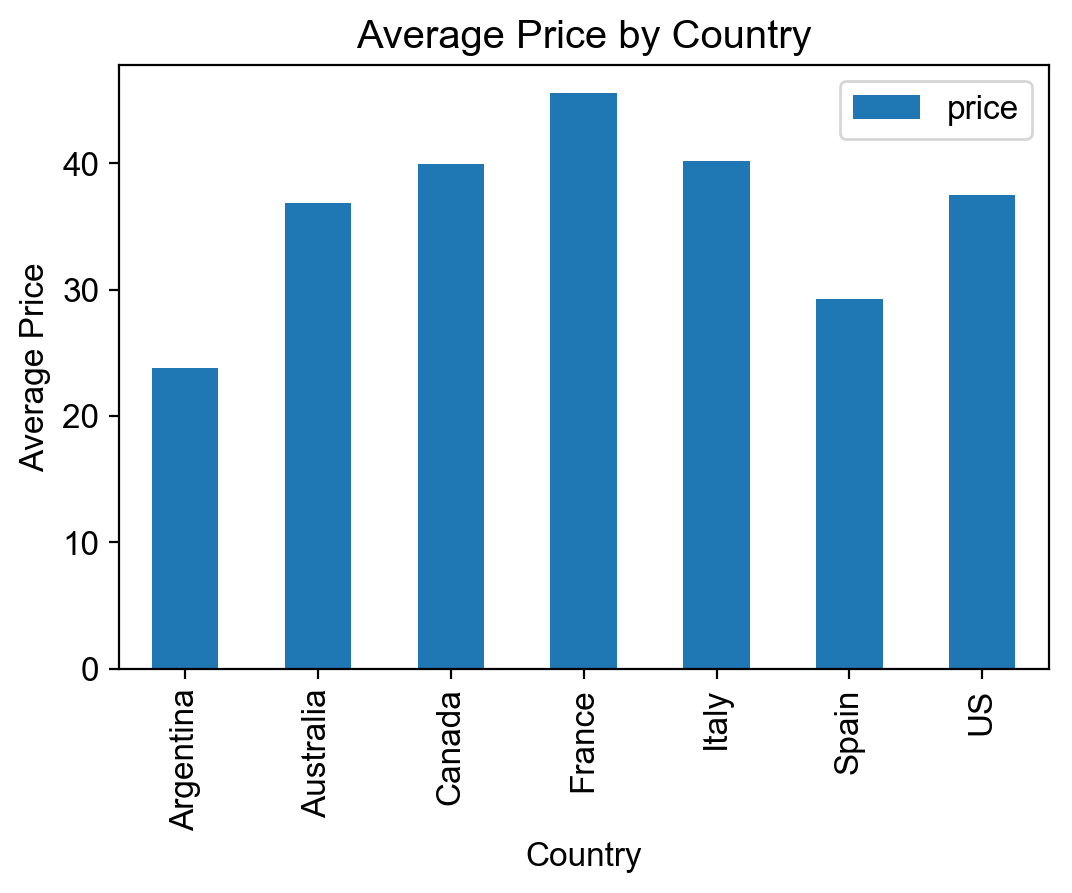 Average Price by Country
price
Average Price
40
30
20
10
0
Argentina
Australia
Canada
France
Italy
Spain
US
Country